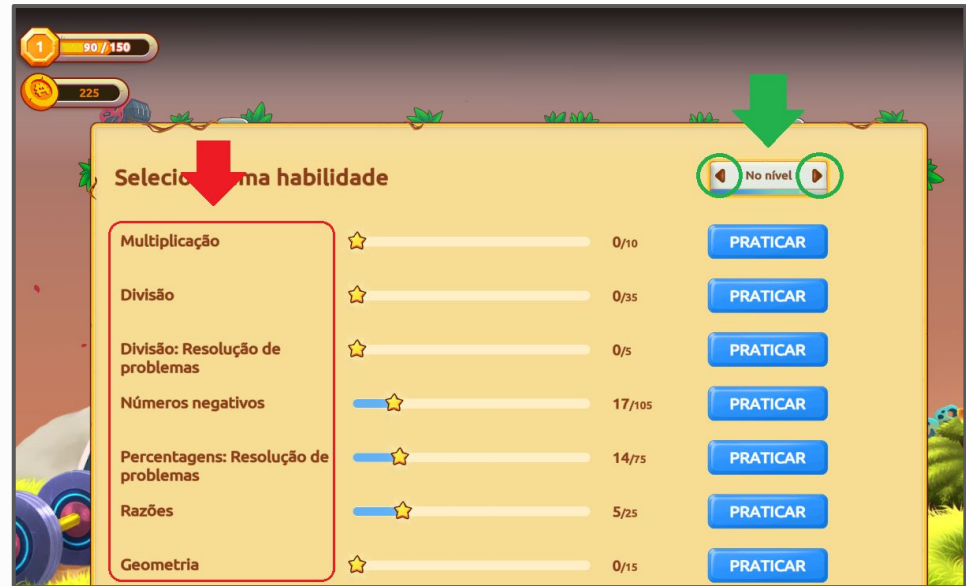 1
90 / 150
225
Selecio ma habilidade
No nível
Multiplicação
0/10
PRATICAR
Divisão
0/35
PRATICAR
Divisão: Resolução de
problemas
0/5
PRATICAR
Números negativos
17/105
PRATICAR
Percentagens: Resolução de
problemas
14/75
PRATICAR
Razões
5/25
PRATICAR
Geometria
0/15
PRATICAR